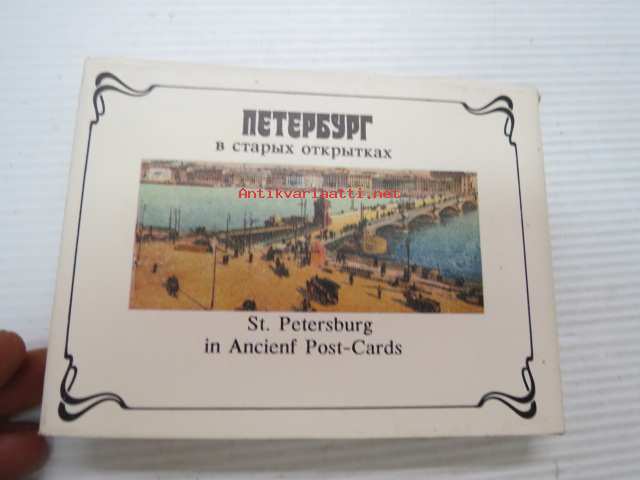 ПЕТЕРБУРГ
в старых открытках
Antikvariaatti.net
St. Petersburg
in Ancienf Post-Cards